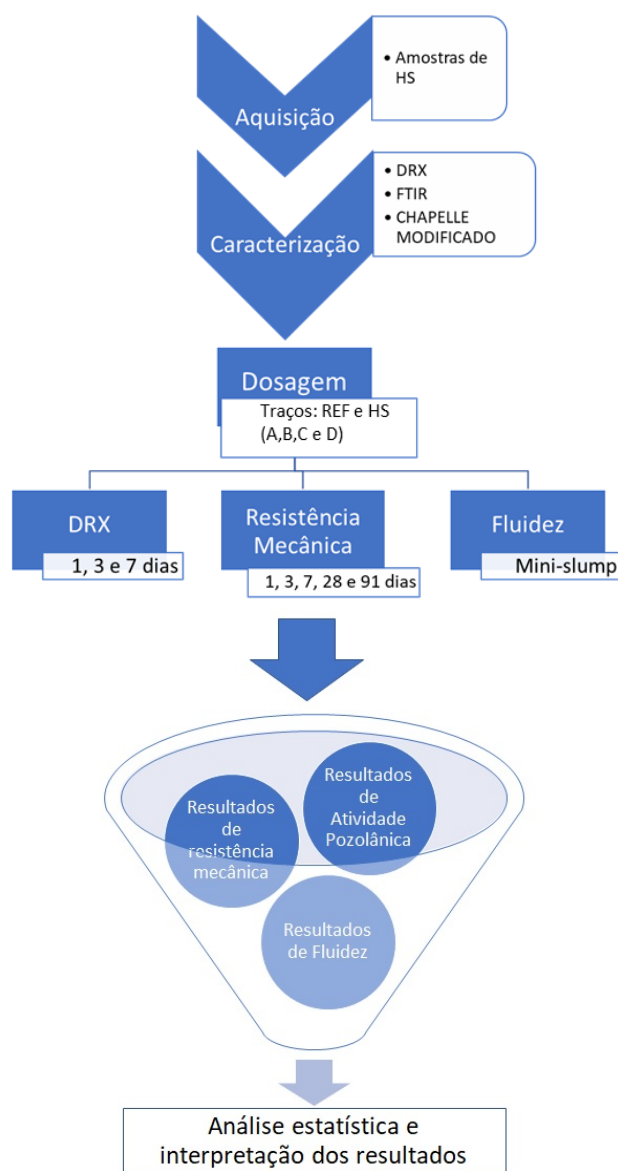 • Amostras de
HS
Aquisição
• DRX
• FTIR
• CHAPELLE
MODIFICADO
Caracterização
Dosagem
Traços: REF e HS
(A,B,C e D)
DRX
1, 3 e 7 dias
Resistência
Mecânica
1, 3, 7, 28 e 91 dias
Fluidez
Mini-slump
Resultados
de
Atividade
Pozolânica
Resultados
de
resistência
mecânica
Resultados
de Fluidez
Análise estatística e
interpretação dos resultados